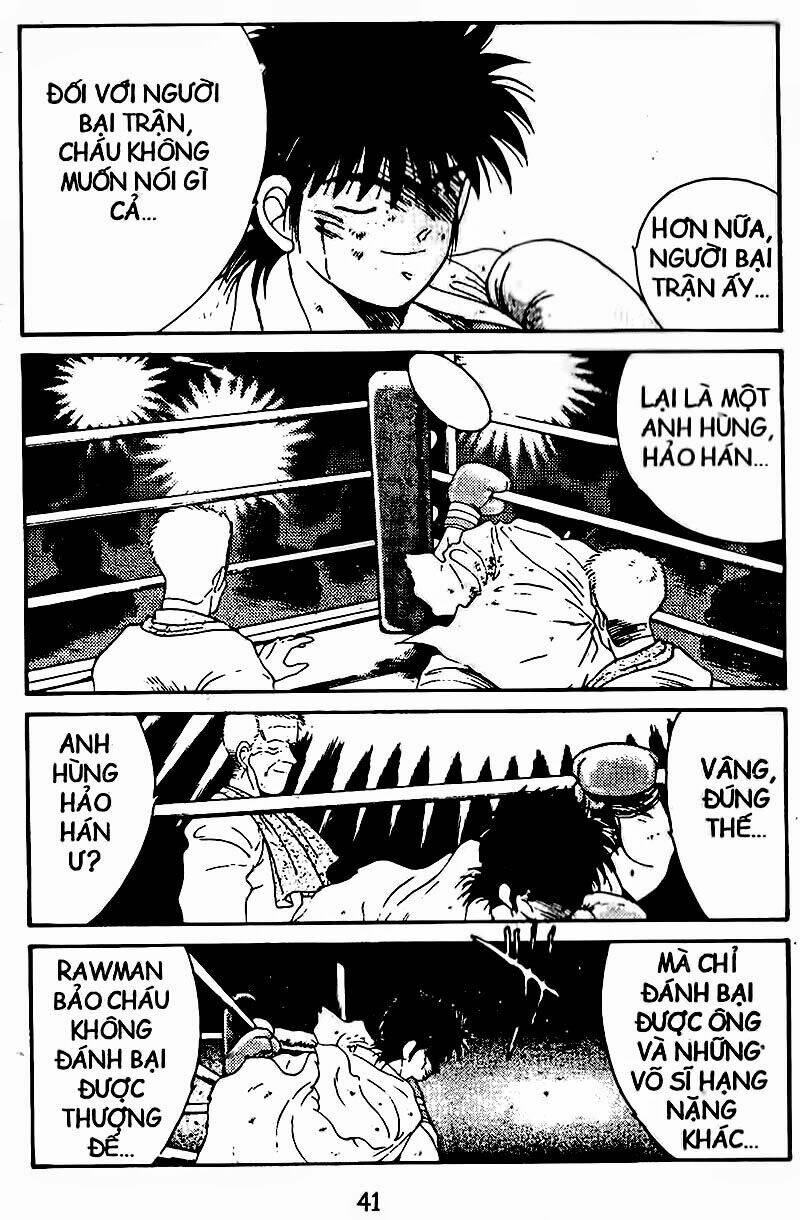 ĐỐI VỚI NGƯỜI
BẠI TRẬN,
CHÁU KHÔNG
MUỐN NÓI GÌ
CẢ...
HƠN NỮA,
NGƯỜI BẠI
TRẬN ẤY...
LẠI LÀ MỘT
ANH HÙNG,
HẢO HÁN...
ANH
HÙNG
HẢO
HÁN
Ư?
VÂNG,
ĐÚNG
THẾ...
RAWMAN
BẢO CHÁU
KHÔNG
ĐÁNH BẠI
ĐƯỢC
THƯỢNG
ĐẾ...
MÀ CHỈ
ĐÁNH BẠI
ĐƯỢC ÔNG
VÀ NHỮNG
VÕ SĨ HẠNG
NẶNG
KHÁC...
41